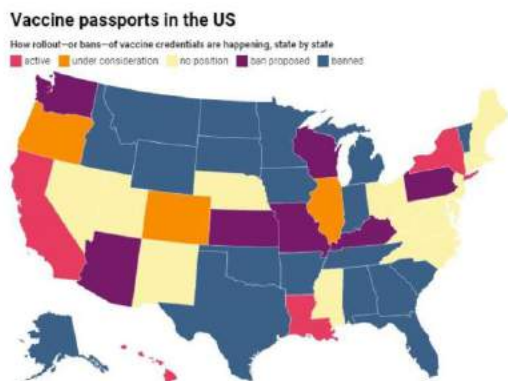 Vaccine passports in the US
How rollout—or bans—of vaccine credentials are happening, state by state
active under consideration no position ban proposed banned